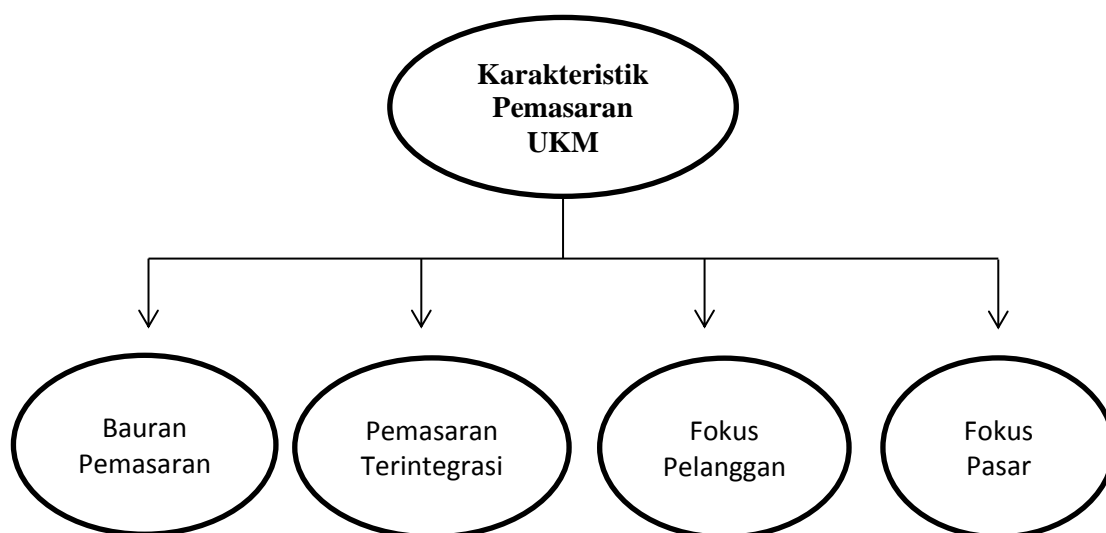 Karakteristik
Pemasaran
UKM
Bauran
Pemasaran
Pemasaran
Terintegrasi
Fokus
Pelanggan
Fokus
Pasar